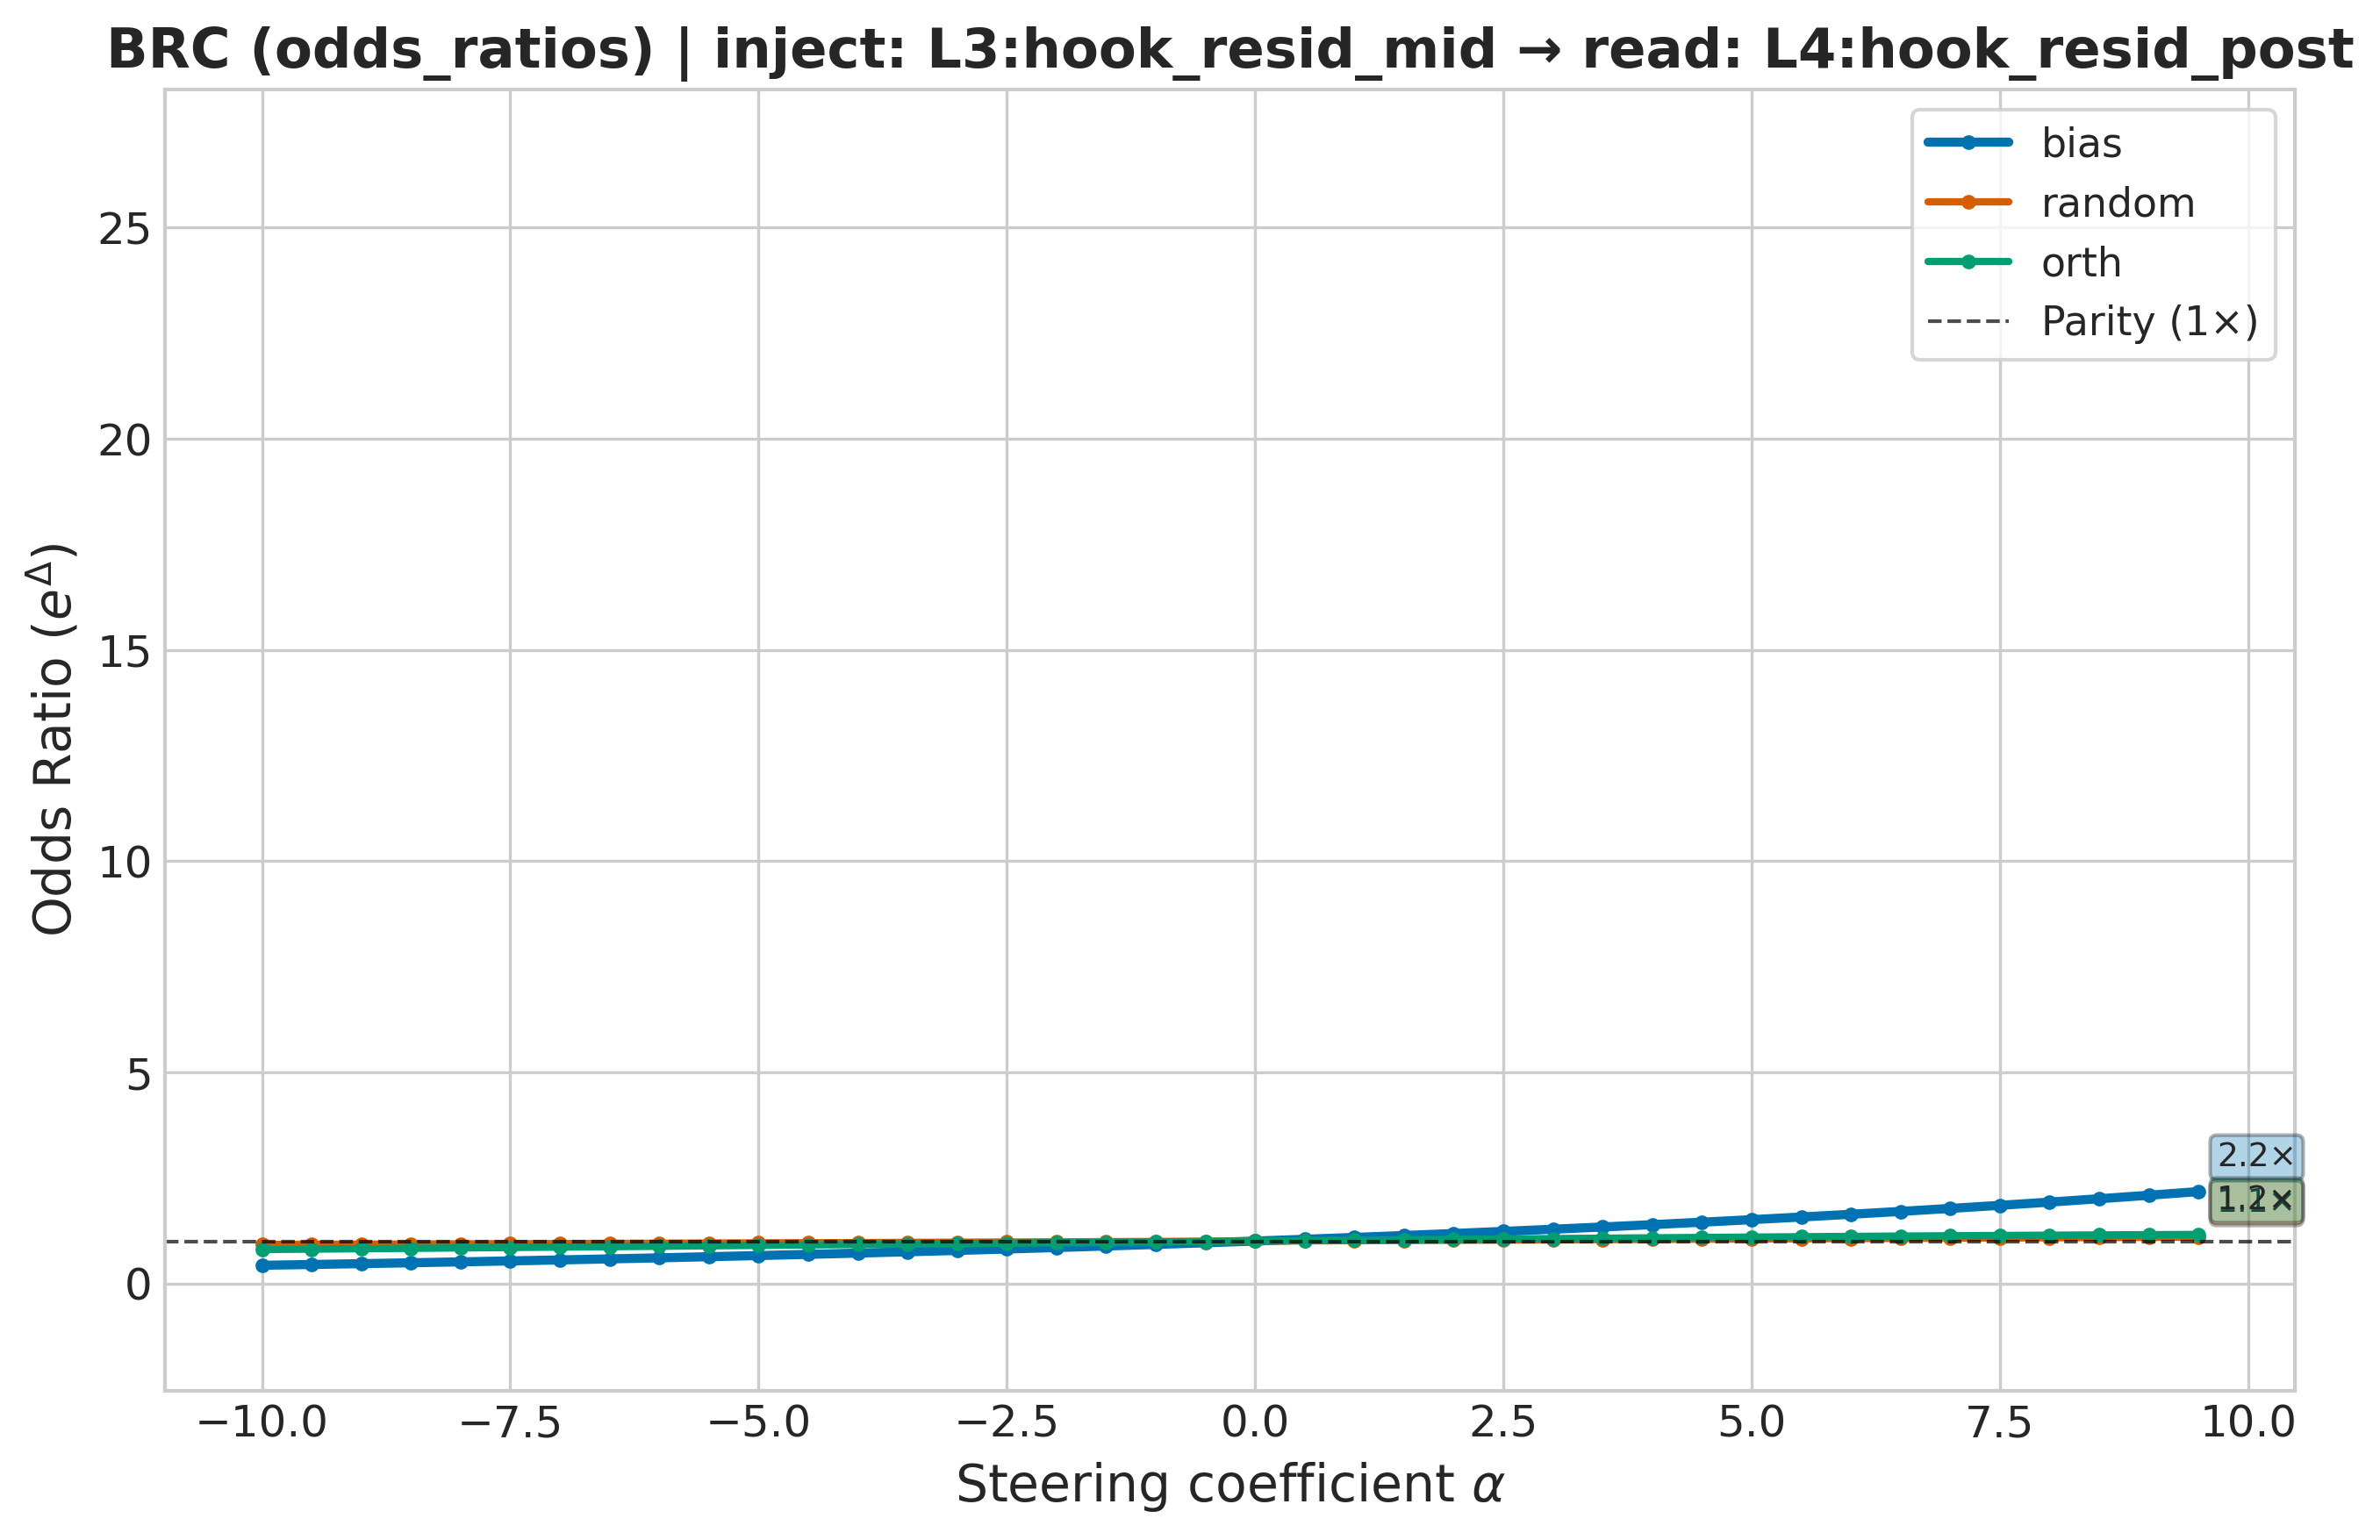 BRC (odds_ratios) | inject: L3:hook_resid_mid → read: L4:hook_resid_post
bias
random
orth
Parity (1×)
25
20
15
10
5
0
Odds Ratio (e^Δ)
2.2×
1.2×
−10.0 −7.5 −5.0 −2.5 0.0 2.5 5.0 7.5 10.0
Steering coefficient α